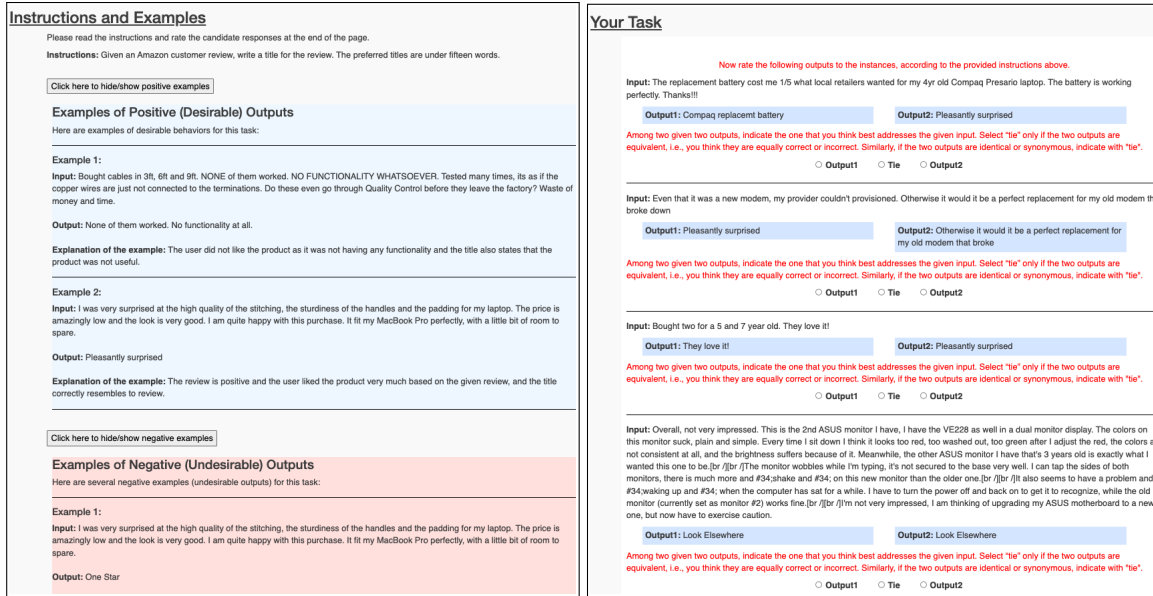 Instructions and Examples
Please read the instructions and rate the candidate responses at the end of the page.
Instructions: Given an Amazon customer review, write a title for the review. The preferred titles are under fifteen words.
Click here to hide/show positive examples
Examples of Positive (Desirable) Outputs
Here are examples of desirable behaviors for this task:
Example 1:
Input: Bought cables in 3ft, 6ft and 9ft. NONE of them worked. NO FUNCTIONALITY WHATSOEVER. Tested many times, its as if the
copper wires are just not connected to the terminations. Do these even go through Quality Control before they leave the factory? Waste of
money and time.
Output: None of them worked. No functionality at all.
Explanation of the example: The user did not like the product as it was not having any functionality and the title also states that the
product was not useful.
Example 2:
Input: I was very surprised at the high quality of the stitching, the sturdiness of the handles and the padding for my laptop. The price is
amazingly low and the look is very good. I am quite happy with this purchase. It fit my MacBook Pro perfectly, with a little bit of room to
spare.
Output: Pleasantly surprised
Explanation of the example: The review is positive and the user liked the product very much based on the given review, and the title
correctly resembles to review.
Click here to hide/show negative examples
Examples of Negative (Undesirable) Outputs
Here are several negative examples (undesirable outputs) for this task:
Example 1:
Input: I was very surprised at the high quality of the stitching, the sturdiness of the handles and the padding for my laptop. The price is
amazingly low and the look is very good. I am quite happy with this purchase. It fit my MacBook Pro perfectly, with a little bit of room to
spare.
Output: One Star
Your Task
Now rate the following outputs to the instances, according to the provided instructions above.
Input: The replacement battery cost me 1/5 what local retailers wanted for my 4yr old Compaq Presario laptop. The battery is working
perfectly. Thanks!!!
Output1: Compaq replacemt battery
Output2: Pleasantly surprised
Among two given two outputs, indicate the one that you think best addresses the given input. Select "tie" only if the two outputs are
equivalent, i.e., you think they are equally correct or incorrect. Similarly, if the two outputs are identical or synonymous, indicate with "tie".
Output1 Tie Output2
Input: Even that it was a new modem, my provider couldn't provisioned. Otherwise it would it be a perfect replacement for my old modem th
broke down
Output1: Pleasantly surprised
Output2: Otherwise it would it be a perfect replacement for
my old modem that broke
Among two given two outputs, indicate the one that you think best addresses the given input. Select "tie" only if the two outputs are
equivalent, i.e., you think they are equally correct or incorrect. Similarly, if the two outputs are identical or synonymous, indicate with "tie".
Output1 Tie Output2
Input: Bought two for a 5 and 7 year old. They love it!
Output1: They love it!
Output2: Pleasantly surprised
Among two given two outputs, indicate the one that you think best addresses the given input. Select "tie" only if the two outputs are
equivalent, i.e., you think they are equally correct or incorrect. Similarly, if the two outputs are identical or synonymous, indicate with "tie".
Output1 Tie Output2
Input: Overall, not very impressed. This is the 2nd ASUS monitor I have, I have the VE228 as well in a dual monitor display. The colors on
this monitor suck, plain and simple. Every time I sit down I think it looks too red, too washed out, too green after I adjust the red, the colors a
not consistent at all, and the brightness suffers because of it. Meanwhile, the other ASUS monitor I have that's 3 years old is exactly what I
wanted this one to be.[br /][br /]The monitor wobbles while I'm typing, it's not secured to the base very well. I can tap the sides of both
monitors, there is much more and #34;shake and #34; on this new monitor than the older one.[br /][br /]It also seems to have a problem and
#34;waking up and #34; when the computer has sat for a while. I have to turn the power off and back on to get it to recognize, while the old
monitor (currently set as monitor #2) works fine.[br /][br /]I'm not very impressed, I am thinking of upgrading my ASUS motherboard to a new
one, but now have to exercise caution.
Output1: Look Elsewhere
Output2: Look Elsewhere
Among two given two outputs, indicate the one that you think best addresses the given input. Select "tie" only if the two outputs are
equivalent, i.e., you think they are equally correct or incorrect. Similarly, if the two outputs are identical or synonymous, indicate with "tie".
Output1 Tie Output2